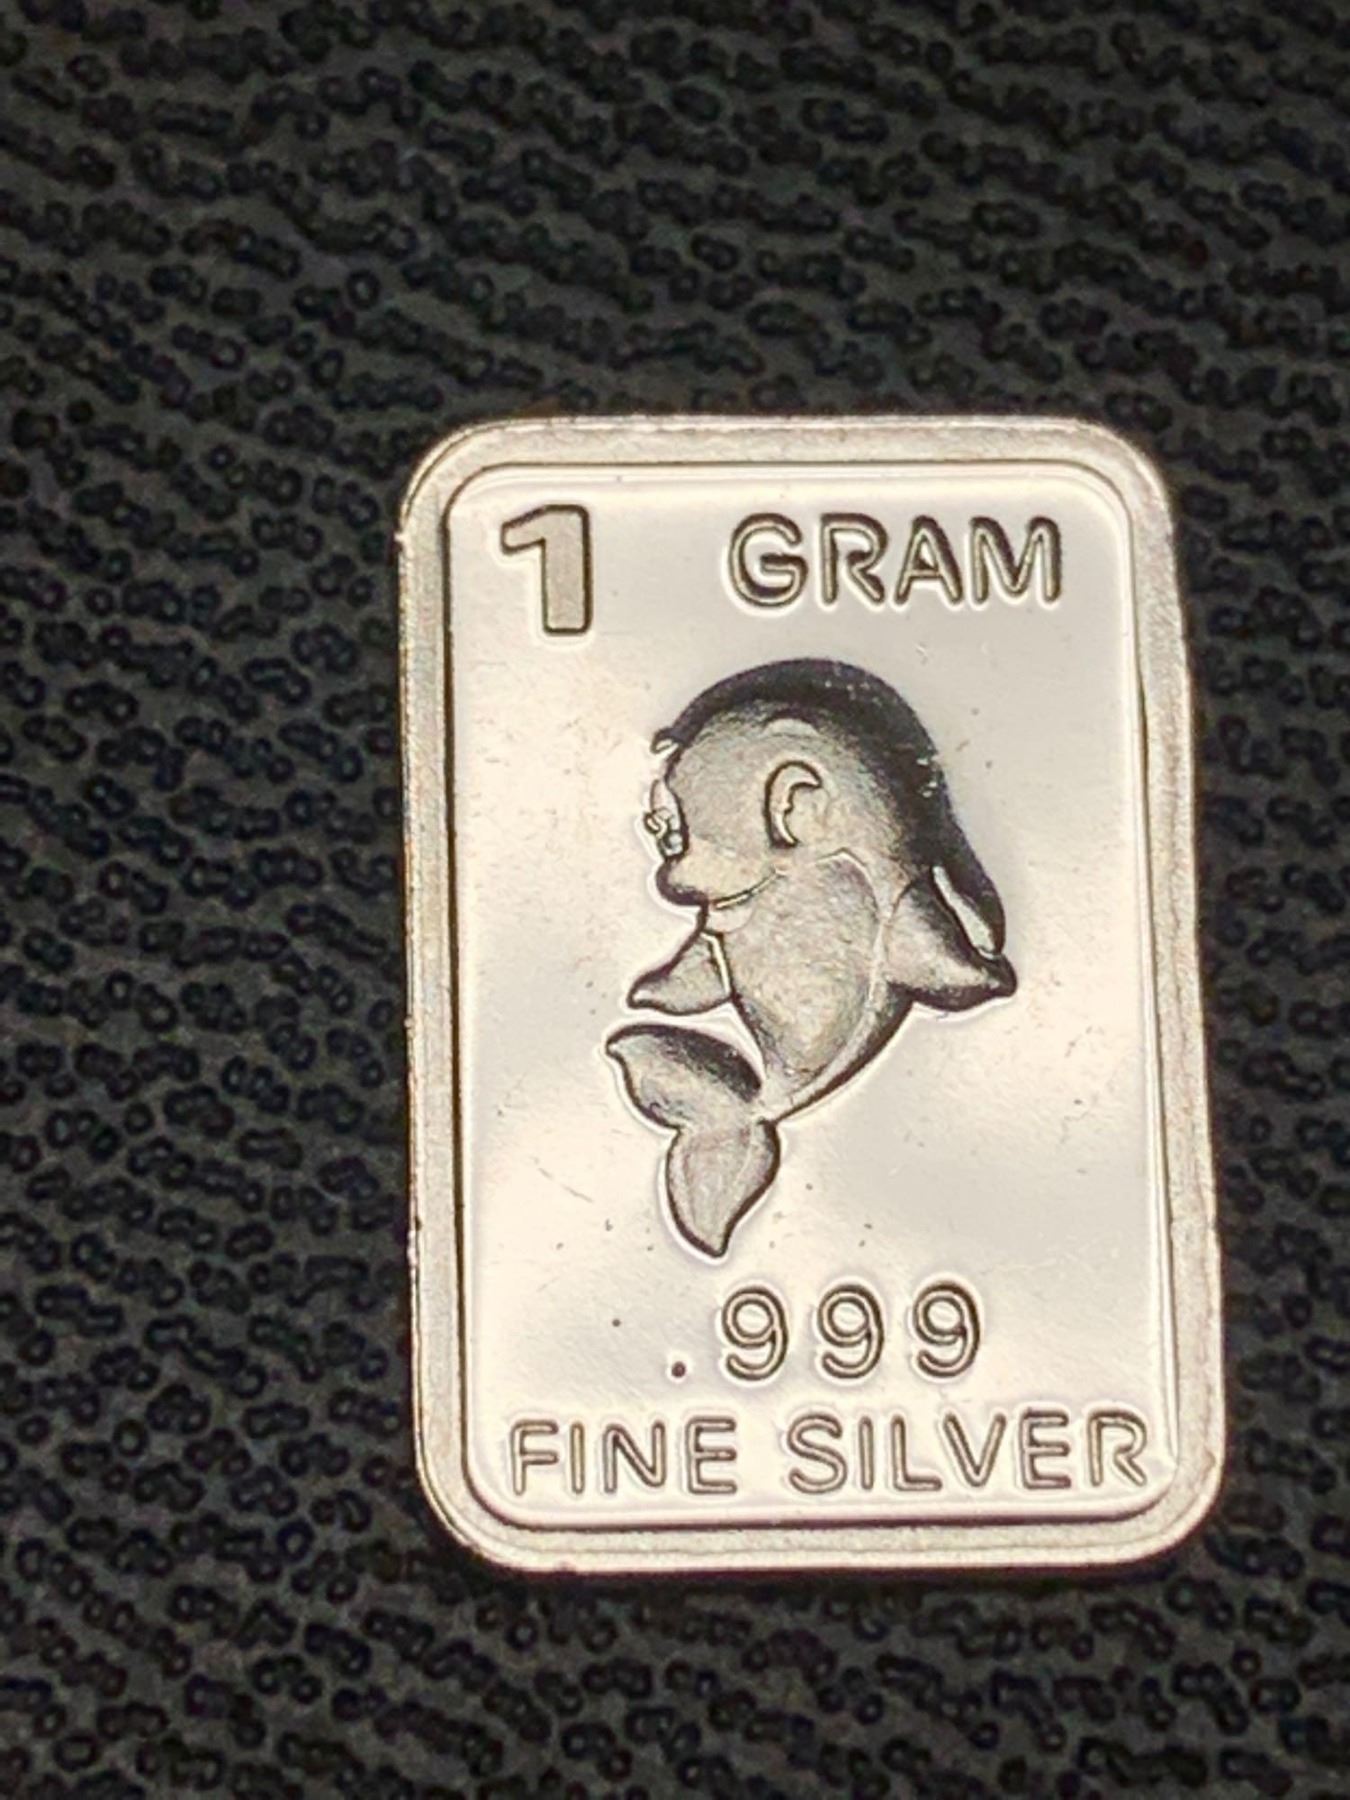 1 GRAM
.999
FINE SILVER